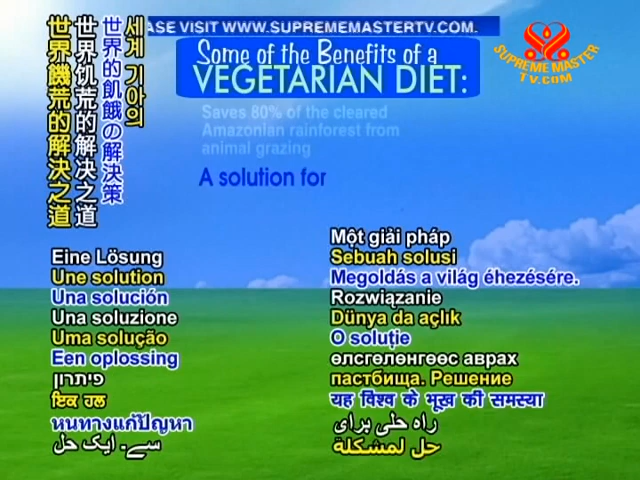 ASE VISIT WWW.SUPREMEMASTERTV.COM.
Some of the Benefits of a
VEGETARIAN DIET:
SUPREME MASTER
TV.COM
Saves 80% of the cleared
Amazonian rainforest from
animal grazing
A solution for
세계 기아의
世界的飢餓の解決策
世界饥荒的解决之道
世界饑荒的解決之道
Eine Lösung
Une solution
Una solución
Una soluzione
Uma solução
Een oplossing
פיתרון
ਇਕ ਹਲ
หนทางแก้ปัญหา
سے. ایک حل
Một giải pháp
Sebuah solusi
Megoldás a világ éhezésére.
Rozwiązanie
Dünya da açlık
O soluţie
өлсгөлөнгөөс аврах
пастбища. Решение
यह विश्व के भूख की समस्या
راه حلی برای
حل لمشكلة